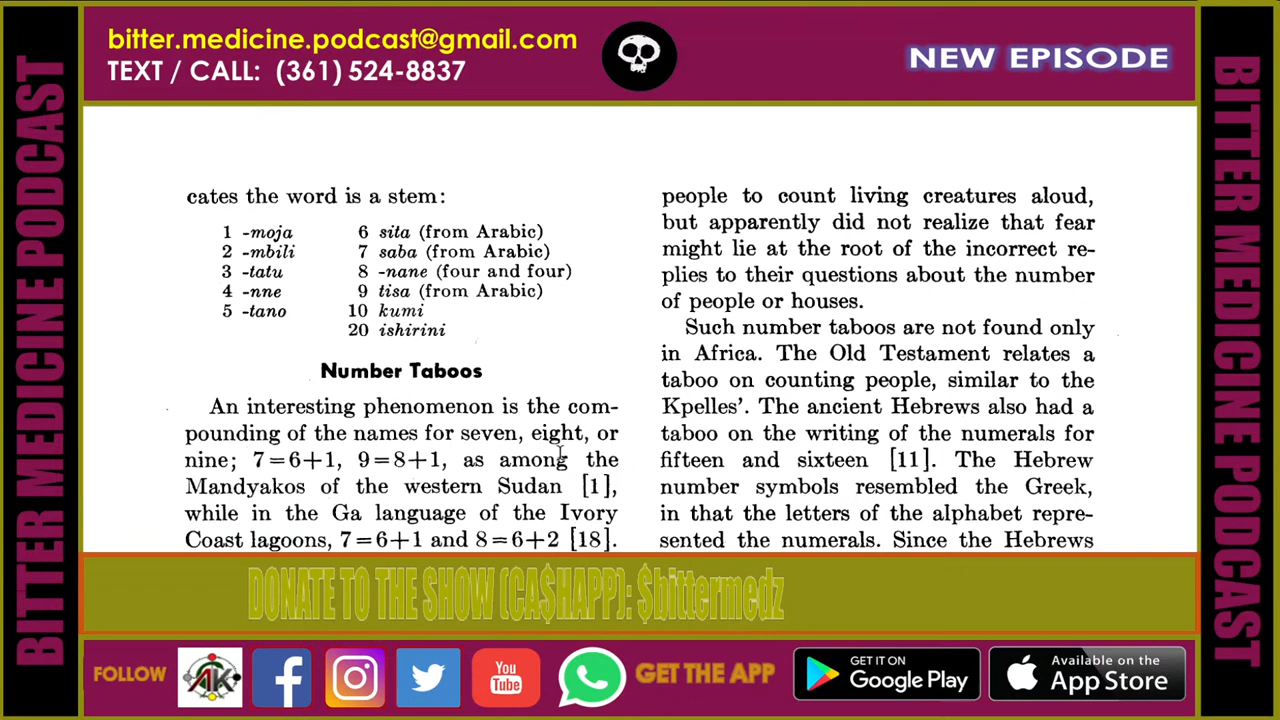 bitter.medicine.podcast@gmail.com
TEXT / CALL: (361) 524-8837
NEW EPISODE
BITTER MEDICINE PODCAST
cates the word is a stem:
1 -moja 6 sita (from Arabic)
2 -mbili 7 saba (from Arabic)
3 -tatu 8 -nane (four and four)
4 -nne 9 tisa (from Arabic)
5 -tano 10 kumi
20 ishirini
Number Taboos
An interesting phenomenon is the com-
pounding of the names for seven, eight, or
nine; 7=6+1, 9=8+1, as among the
Mandyakos of the western Sudan [1],
while in the Ga language of the Ivory
Coast lagoons, 7=6+1 and 8=6+2 [18].
people to count living creatures aloud,
but apparently did not realize that fear
might lie at the root of the incorrect re-
plies to their questions about the number
of people or houses.
Such number taboos are not found only
in Africa. The Old Testament relates a
taboo on counting people, similar to the
Kpelles'. The ancient Hebrews also had a
taboo on the writing of the numerals for
fifteen and sixteen [11]. The Hebrew
number symbols resembled the Greek,
in that the letters of the alphabet repre-
sented the numerals. Since the Hebrews
BITTER MEDICINE PODCAST
DONATE TO THE SHOW (CA$HAPP): $bittermedz
FOLLOW
ATK
f
You
Tube
GET THE APP
GET IT ON
Google Play
Available on the
App Store